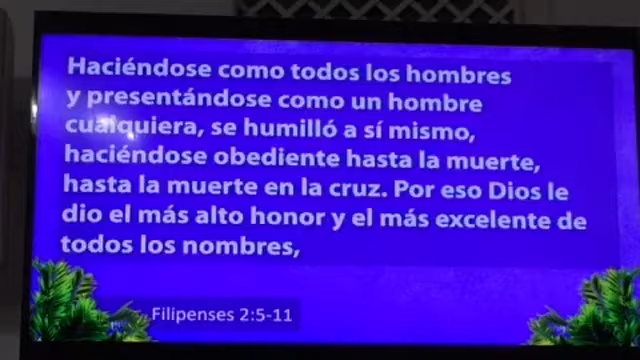 Haciéndose como todos los hombres
y presentándose como un hombre
cualquiera, se humilló a sí mismo,
haciéndose obediente hasta la muerte,
hasta la muerte en la cruz. Por eso Dios le
dio el más alto honor y el más excelente de
todos los nombres,
Filipenses 2:5-11